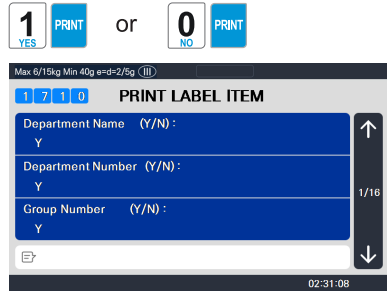 1 PRINT or 0 PRINT
YES NO
Max 6/15kg Min 40g e=d=2/5g III
1 7 1 0 PRINT LABEL ITEM
Department Name (Y/N) :
Y
Department Number (Y/N) :
Y
1/16
Group Number (Y/N) :
Y
02:31:08